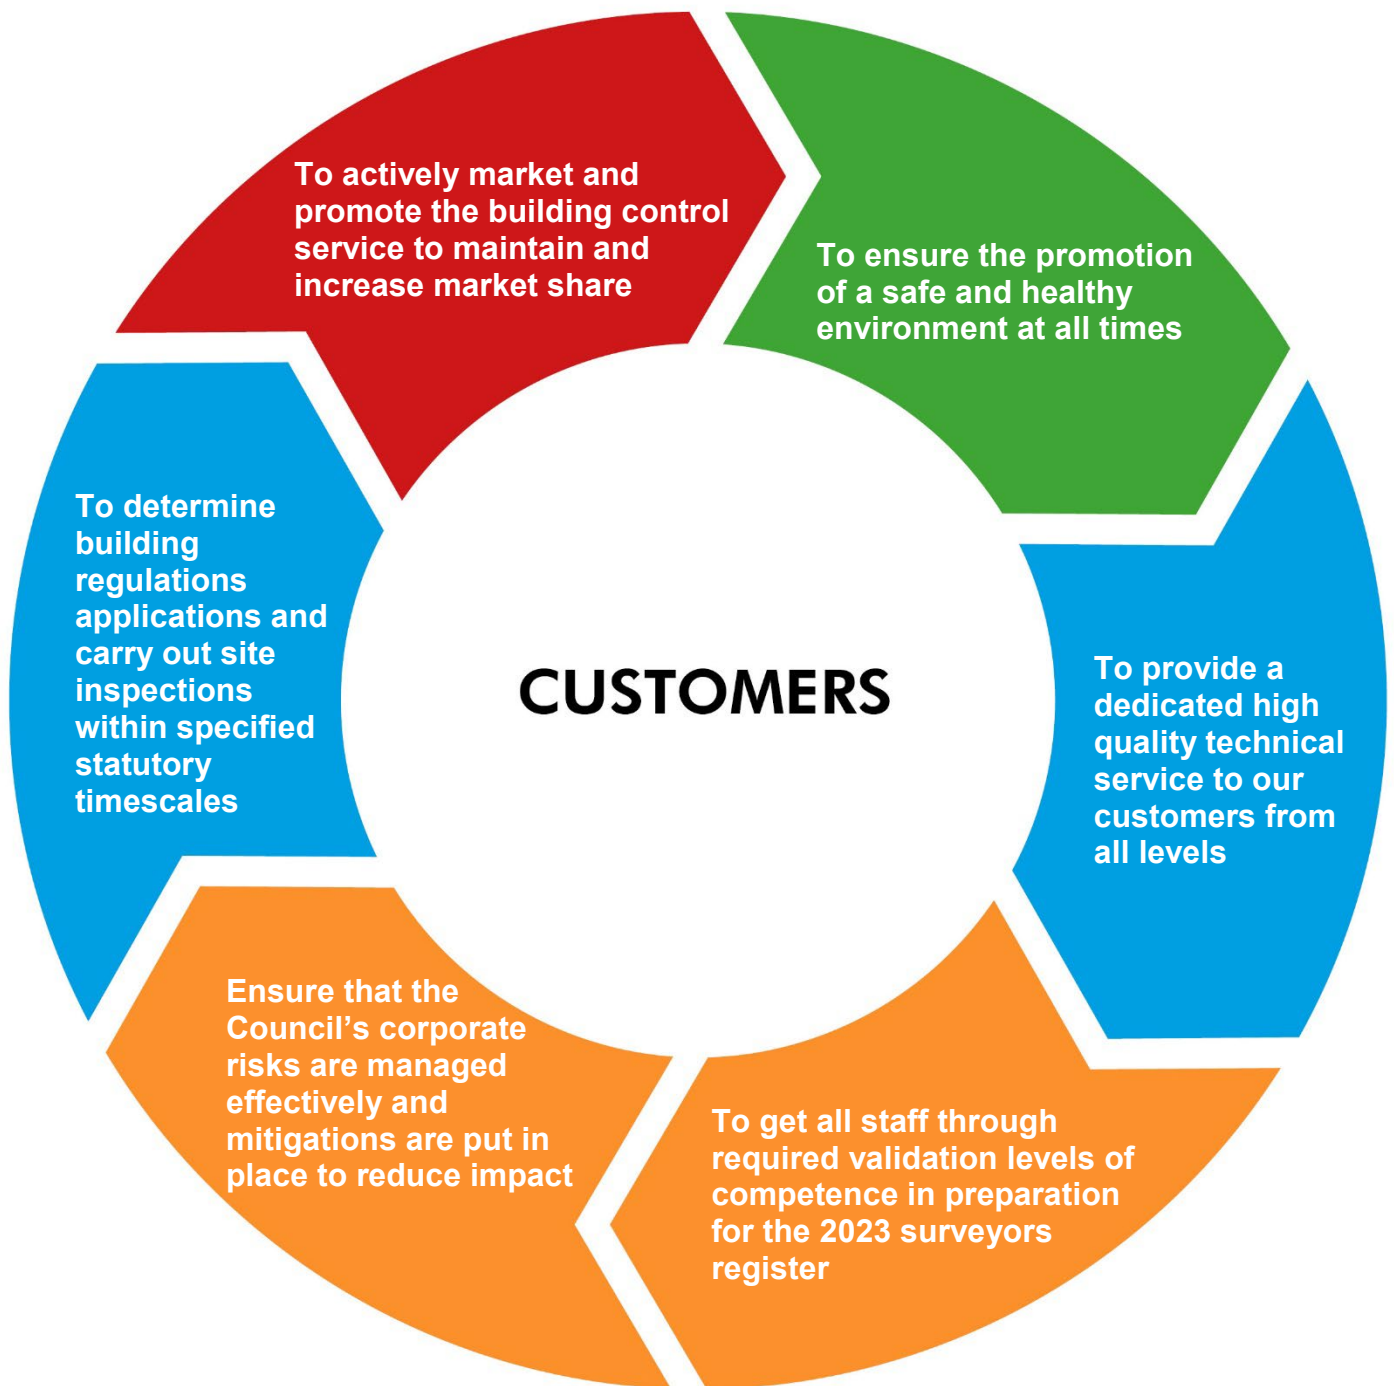 To actively market and
promote the building control
service to maintain and
increase market share
To ensure the promotion
of a safe and healthy
environment at all times
To determine
building
regulations
applications and
carry out site
inspections
within specified
statutory
timescales
CUSTOMERS
To provide a
dedicated high
quality technical
service to our
customers from
all levels
Ensure that the
Council’s corporate
risks are managed
effectively and
mitigations are put in
place to reduce impact
To get all staff through
required validation levels of
competence in preparation
for the 2023 surveyors
register